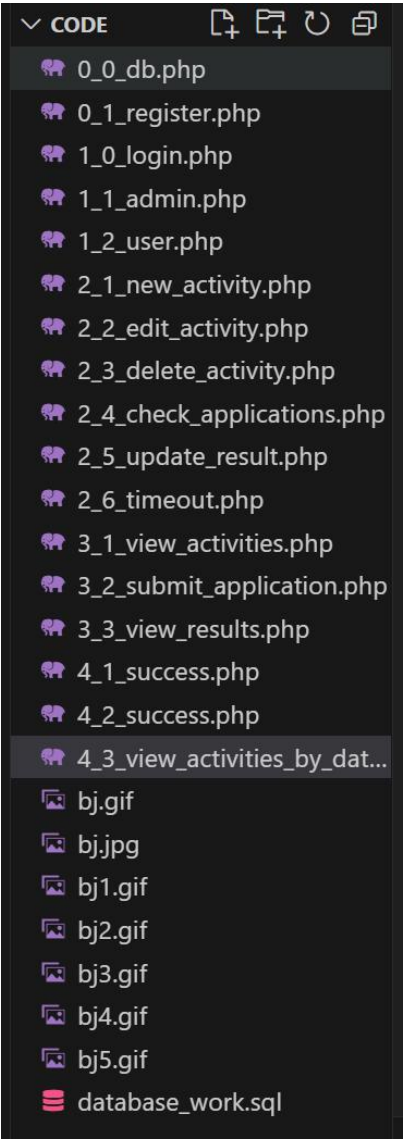 CODE
0_0_db.php
0_1_register.php
1_0_login.php
1_1_admin.php
1_2_user.php
2_1_new_activity.php
2_2_edit_activity.php
2_3_delete_activity.php
2_4_check_applications.php
2_5_update_result.php
2_6_timeout.php
3_1_view_activities.php
3_2_submit_application.php
3_3_view_results.php
4_1_success.php
4_2_success.php
4_3_view_activities_by_dat...
bj.gif
bj.jpg
bj1.gif
bj2.gif
bj3.gif
bj4.gif
bj5.gif
database_work.sql